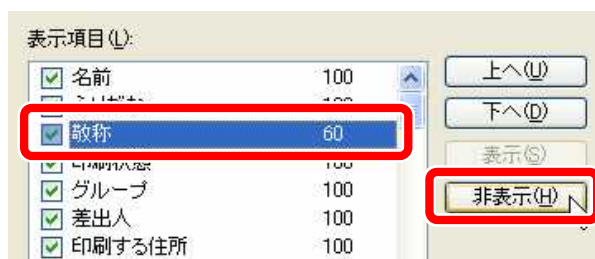 表示項目(L):
名前 100
敬称 60
グループ 100
差出人 100
印刷する住所 100
上へ(U)
下へ(D)
表示(S)
非表示(H)